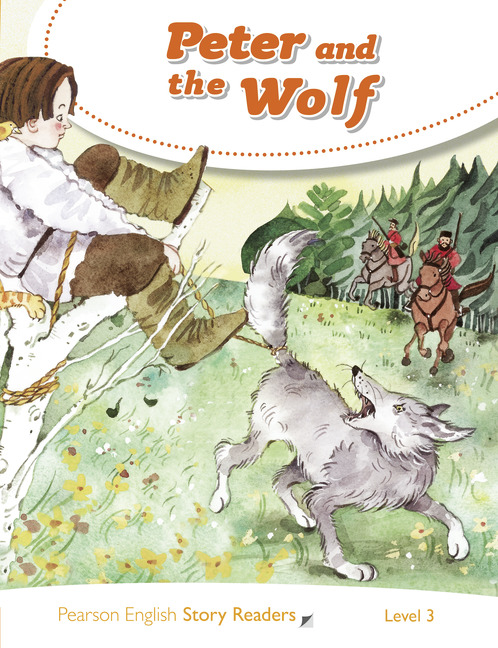 Peter and
the Wolf
Pearson English Story Readers
Level 3